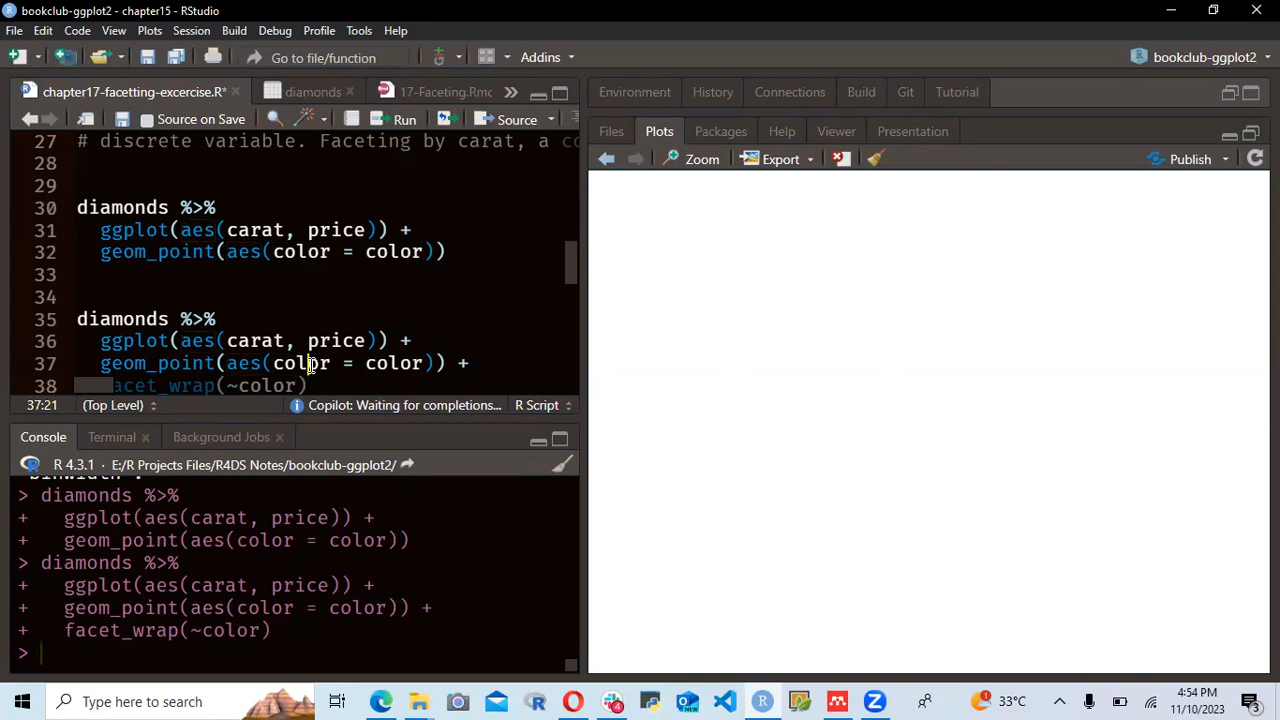 bookclub-ggplot2 - chapter15 - RStudio
File Edit Code View Plots Session Build Debug Profile Tools Help
Go to file/function Addins bookclub-ggplot2
chapter17-facetting-excercise.R* diamonds 17-Faceting.Rmc
Source on Save Run Source
27 # discrete variable. Faceting by carat, a co
28
29
30 diamonds %>%
31 ggplot(aes(carat, price)) +
32 geom_point(aes(color = color))
33
34
35 diamonds %>%
36 ggplot(aes(carat, price)) +
37 geom_point(aes(color = color)) +
38 facet_wrap(~color)
37:21 (Top Level) Copilot: Waiting for completions... R Script
Console Terminal Background Jobs
R 4.3.1 · E:/R Projects Files/R4DS Notes/bookclub-ggplot2/
> diamonds %>%
+ ggplot(aes(carat, price)) +
+ geom_point(aes(color = color))
> diamonds %>%
+ ggplot(aes(carat, price)) +
+ geom_point(aes(color = color)) +
+ facet_wrap(~color)
>
Environment History Connections Build Git Tutorial
Files Plots Packages Help Viewer Presentation
Zoom Export Publish
Type here to search
4
1
33°C
4:54 PM
11/10/2023
3